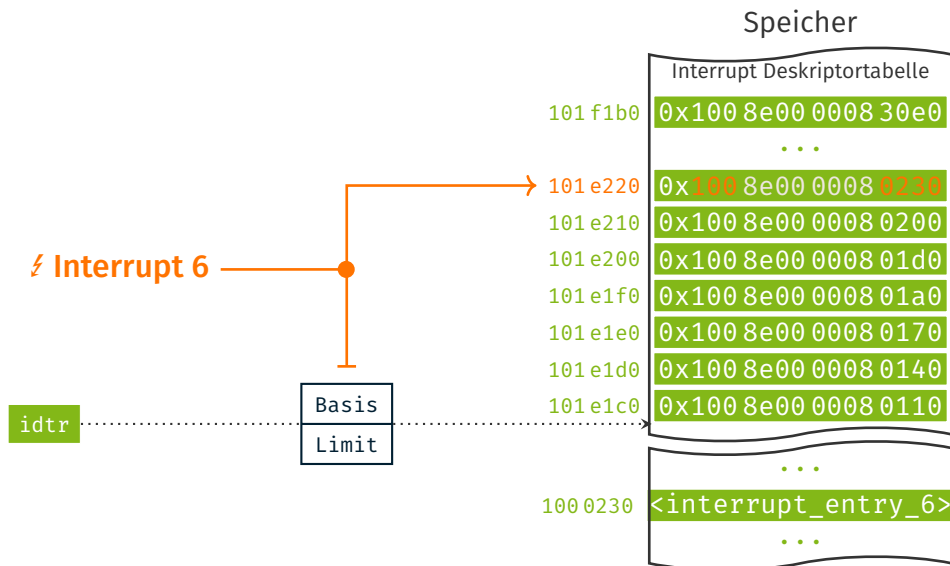 Speicher
Interrupt Deskriptortabelle
101 f1b0 0x100 8e00 0008 30e0
...
101 e220 0x100 8e00 0008 0230
101 e210 0x100 8e00 0008 0200
Interrupt 6
101 e200 0x100 8e00 0008 01d0
101 e1f0 0x100 8e00 0008 01a0
101 e1e0 0x100 8e00 0008 0170
101 e1d0 0x100 8e00 0008 0140
Basis
101 e1c0 0x100 8e00 0008 0110
idtr
Limit
...
100 0230 <interrupt_entry_6>
...